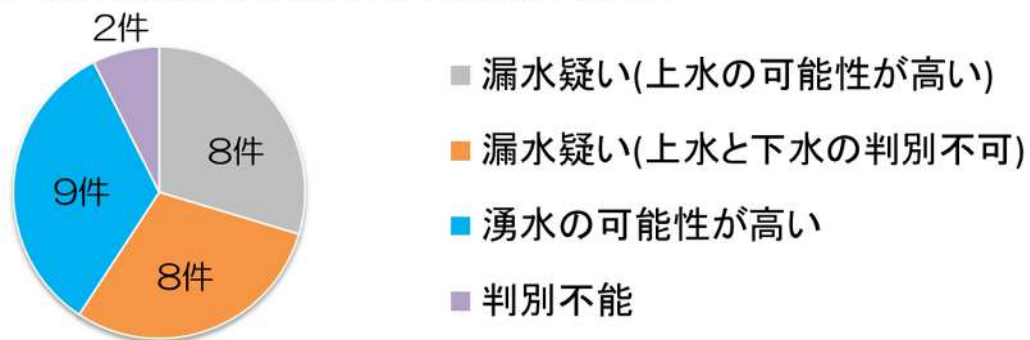 2件
8件
9件
8件
漏水疑い(上水の可能性が高い)
漏水疑い(上水と下水の判別不可)
湧水の可能性が高い
判別不能